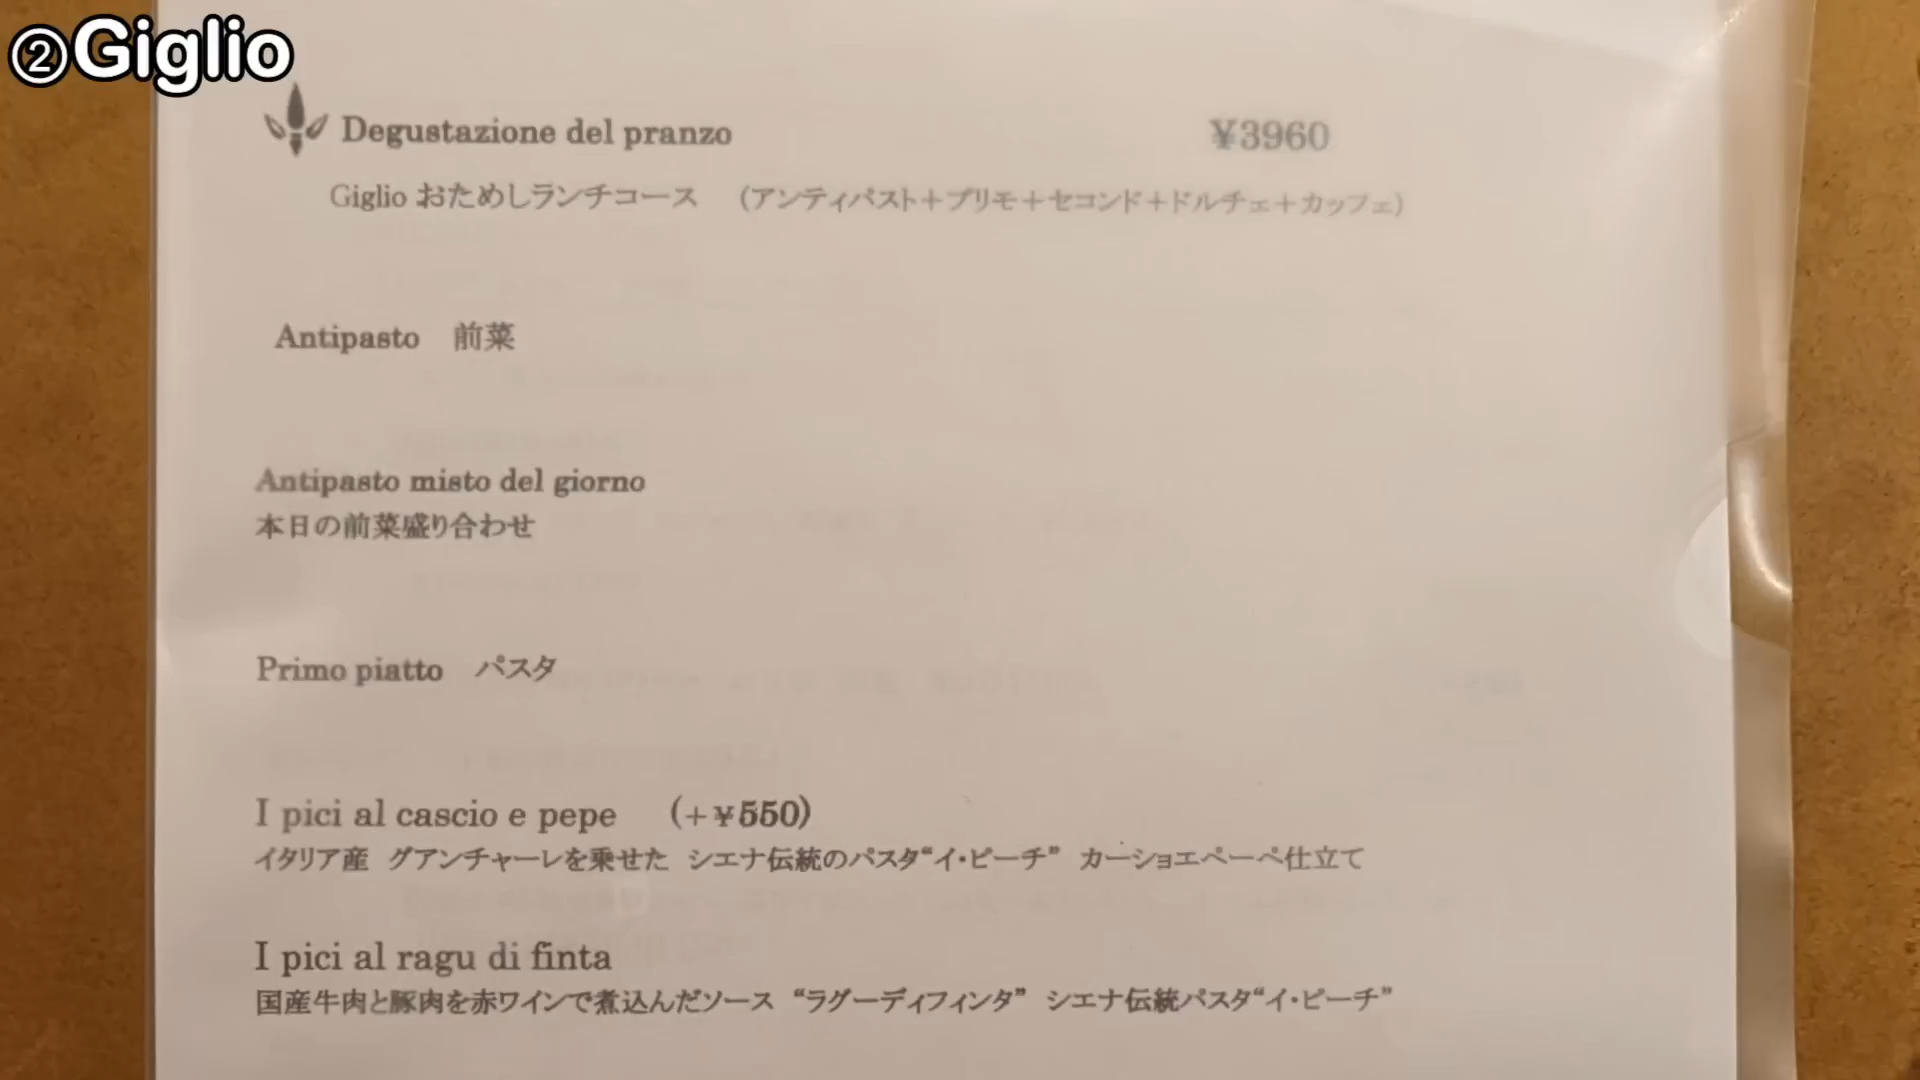 ②Giglio
Degustazione del pranzo ¥3960
Giglio おためしランチコース （アンティパスト＋プリモ＋セコンド＋ドルチェ＋カッフェ）
Antipasto 前菜
Antipasto misto del giorno
本日の前菜盛り合わせ
Primo piatto パスタ
I pici al cascio e pepe (+¥550)
イタリア産 グアンチャーレを乗せた シエナ伝統のパスタ“イ・ピーチ” カーショエペーペ仕立て
I pici al ragu di finta
国産牛肉と豚肉を赤ワインで煮込んだソース “ラグーディフィンタ” シエナ伝統パスタ“イ・ピーチ”